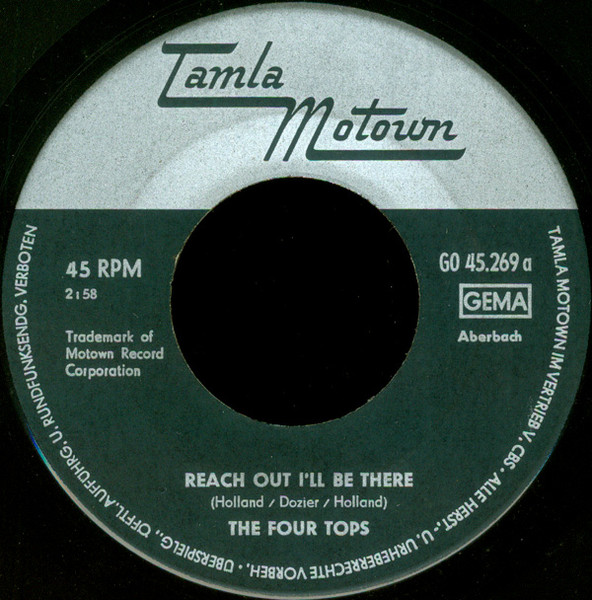 Tamla
Motown
45 RPM
2:58
Trademark of
Motown Record
Corporation
GO 45.269 a
GEMA
Aberbach
REACH OUT I'LL BE THERE
(Holland / Dozier / Holland)
THE FOUR TOPS
TAMLA MOTOWN IM VERTRIEB V. CBS · ALLE HERST.- U. URHEBERRECHTE VORBEH., ÜBERSPIELG., ÖFFTL. AUFFÜHRG. U. RUNDFUNKSENDG. VERBOTEN